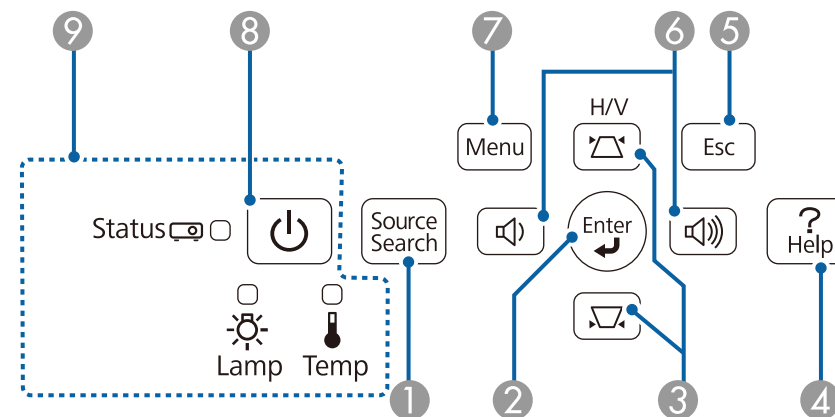 9
8
7
6
5
H/V
Menu
Esc
Status
Source
Search
Enter
?
Help
Lamp
Temp
1
2
3
4